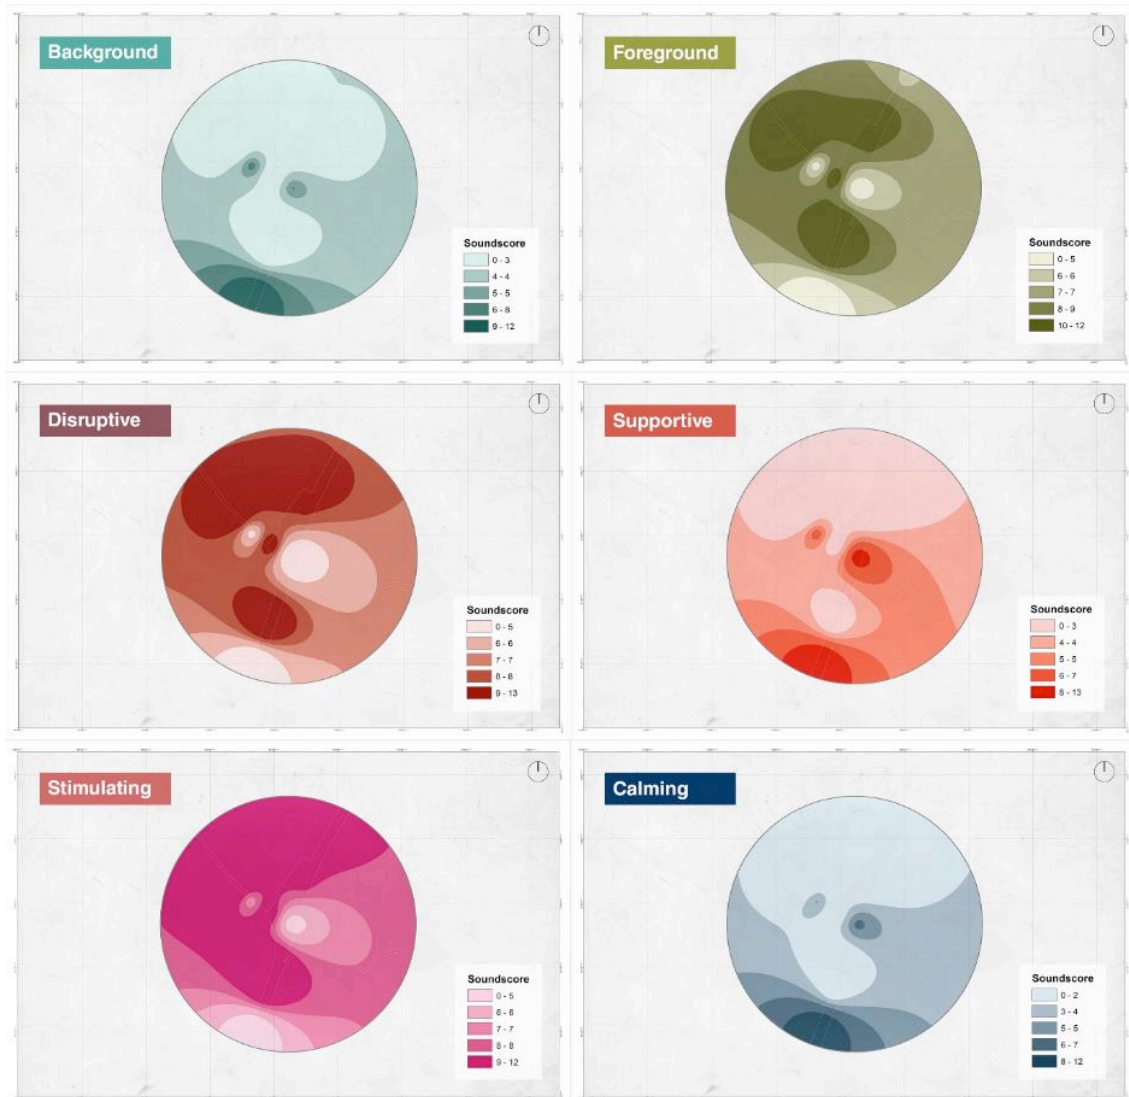 Background
Soundscore
0 - 3
4 - 4
5 - 5
6 - 8
9 - 12
Foreground
Soundscore
0 - 5
6 - 6
7 - 7
8 - 9
10 - 12
Disruptive
Soundscore
0 - 5
6 - 6
7 - 7
8 - 8
9 - 13
Supportive
Soundscore
0 - 3
4 - 4
5 - 5
6 - 7
8 - 13
Stimulating
Soundscore
0 - 5
6 - 6
7 - 7
8 - 8
9 - 12
Calming
Soundscore
0 - 2
3 - 4
5 - 5
6 - 7
8 - 12